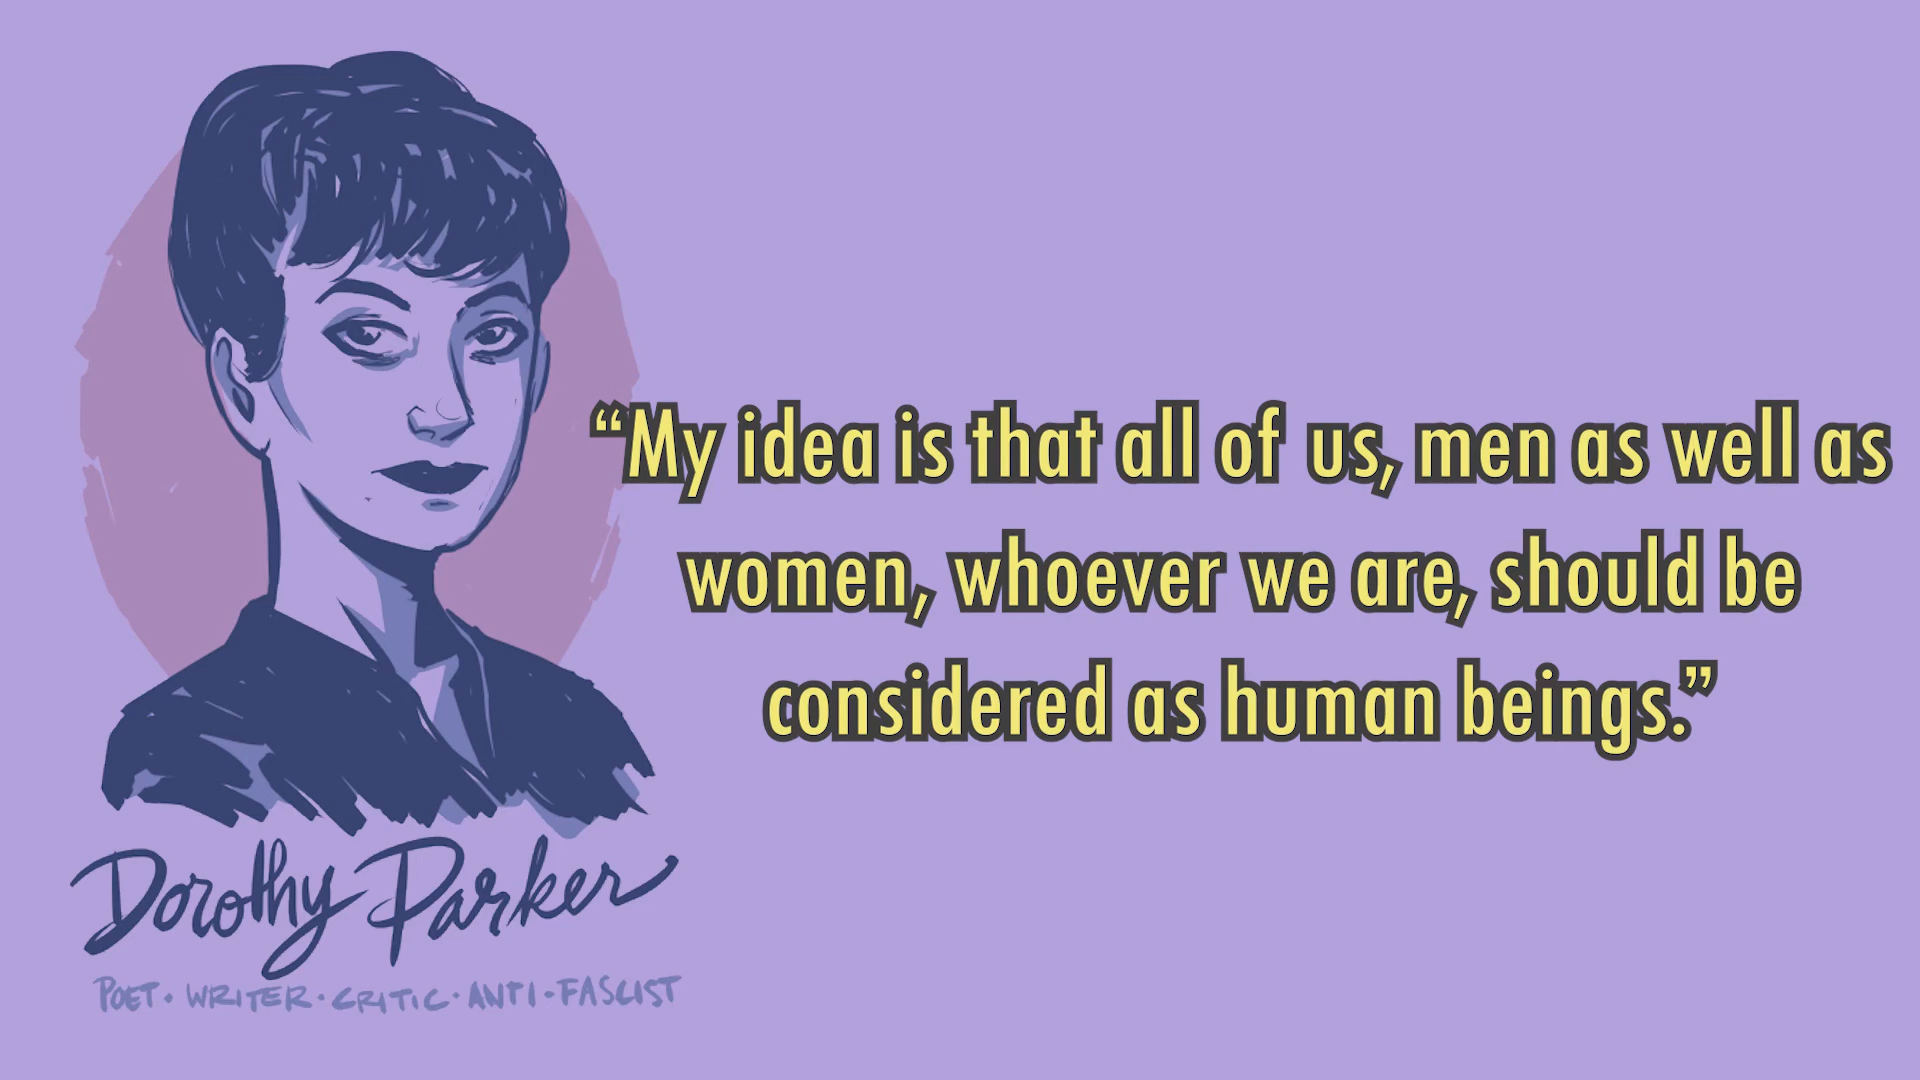 “My idea is that all of us, men as well as
women, whoever we are, should be
considered as human beings.”
Dorothy Parker
POET · WRITER · CRITIC · ANTI-FASCIST